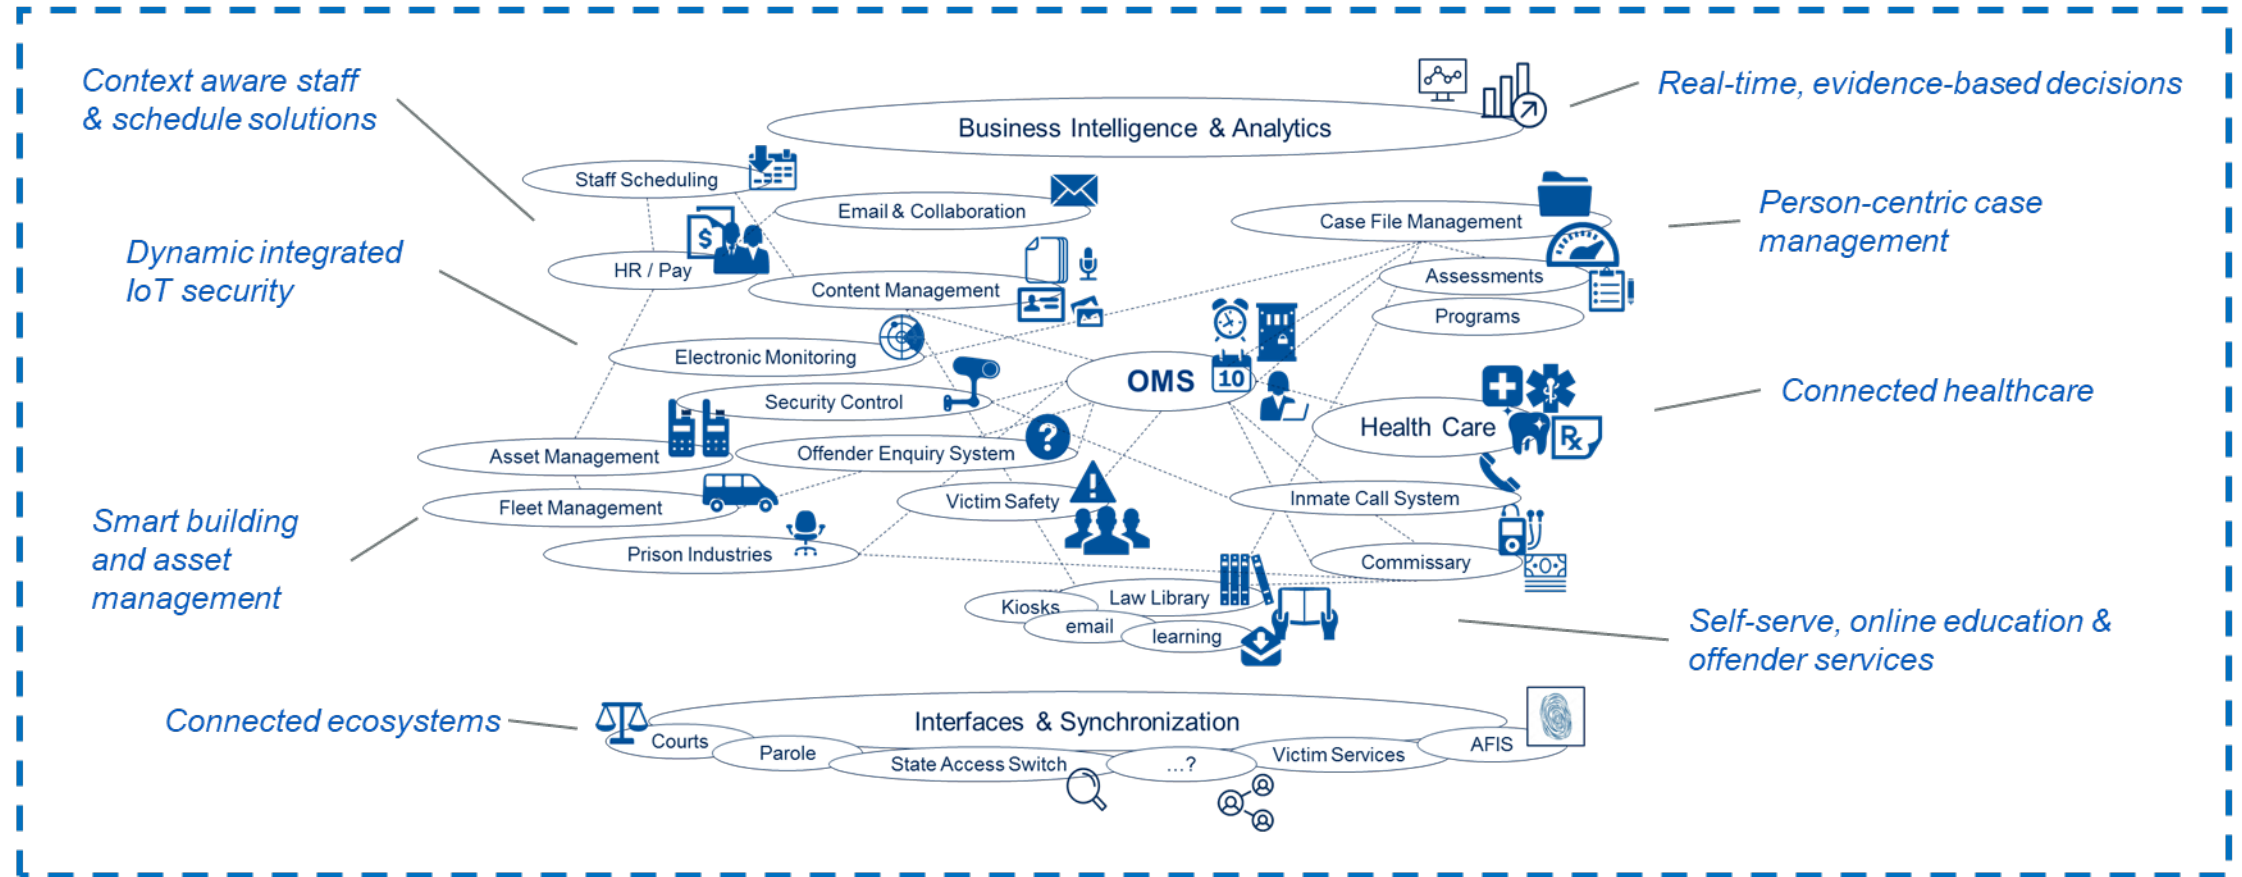 Context aware staff
& schedule solutions
Real-time, evidence-based decisions
Business Intelligence & Analytics
Staff Scheduling
Email & Collaboration
Case File Management
Person-centric case
management
Dynamic integrated
IoT security
$
HR / Pay
Content Management
Assessments
Programs
Electronic Monitoring
OMS
10
Security Control
Connected healthcare
Health Care
Rx
Asset Management
Offender Enquiry System
?
Fleet Management
Victim Safety
!
Inmate Call System
Smart building
and asset
management
Prison Industries
Commissary
Kiosks
Law Library
email
learning
Self-serve, online education &
offender services
Connected ecosystems
Interfaces & Synchronization
Courts
Parole
State Access Switch
...?
Victim Services
AFIS